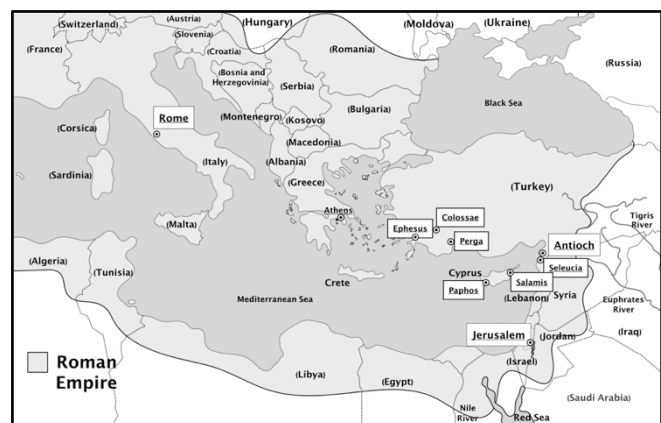 (Switzerland)
(Austria)
(Hungary)
(Moldova)
(Ukraine)
(France)
(Slovenia)
(Croatia)
(Romania)
(Russia)
(Bosnia and
Herzegovinia)
(Serbia)
Black Sea
(Corsica)
Rome
(Montenegro)
(Kosovo)
(Bulgaria)
(Macedonia)
(Sardinia)
(Italy)
(Albania)
(Greece)
(Turkey)
(Malta)
Athens
Ephesus
Colossae
Perga
Antioch
Tigris
River
(Algeria)
(Tunisia)
Crete
Cyprus
Seleucia
Salamis
Paphos
(Lebanon)
Syria
Mediterranean Sea
Euphrates
River
Jerusalem
(Jordan)
(Iraq)
(Israel)
Roman
Empire
(Libya)
(Egypt)
(Saudi Arabia)
Nile
River
Red Sea